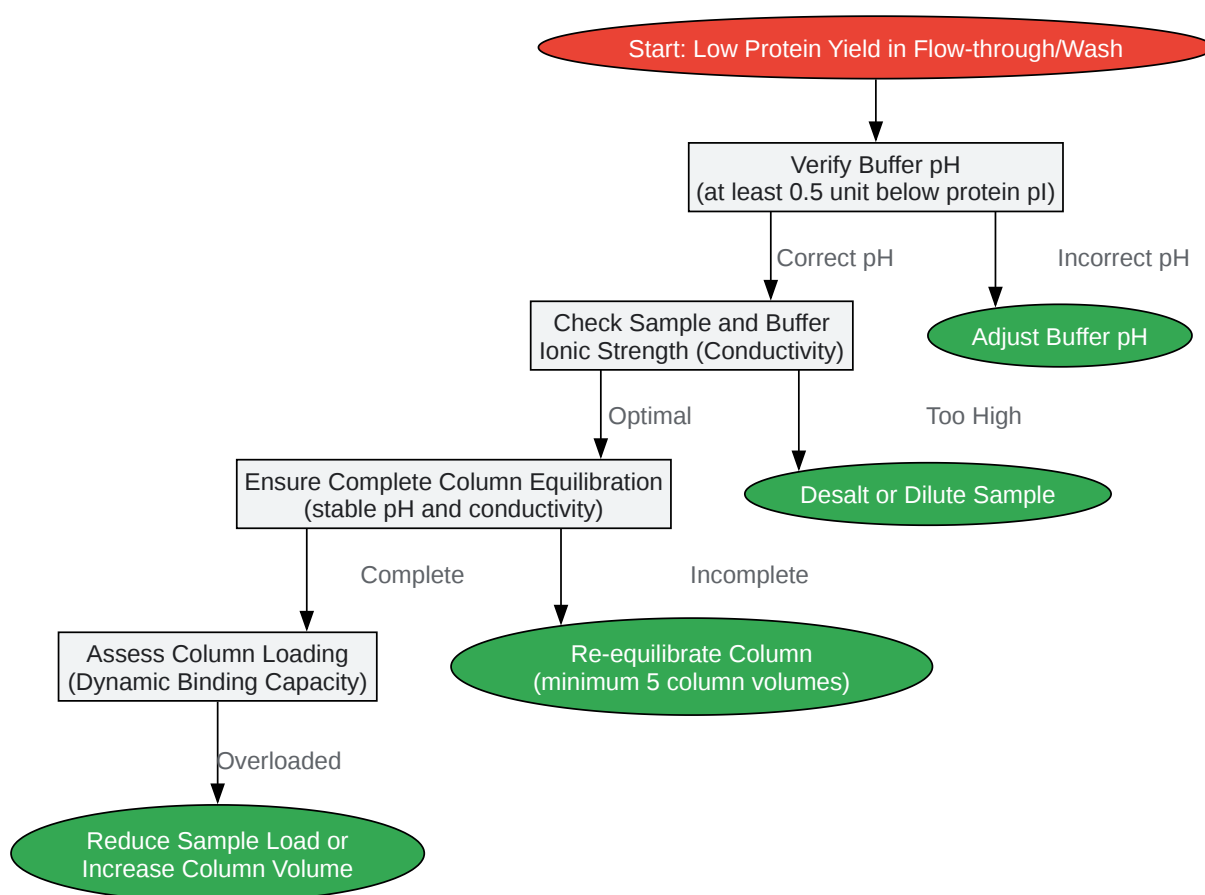 Start: Low Protein Yield in Flow-through/Wash
Verify Buffer pH
(at least 0.5 unit below protein pI)
Correct pH
Incorrect pH
Check Sample and Buffer
Ionic Strength (Conductivity)
Adjust Buffer pH
Optimal
Too High
Ensure Complete Column Equilibration
(stable pH and conductivity)
Desalt or Dilute Sample
Complete
Incomplete
Assess Column Loading
(Dynamic Binding Capacity)
Re-equilibrate Column
(minimum 5 column volumes)
Overloaded
Reduce Sample Load or
Increase Column Volume